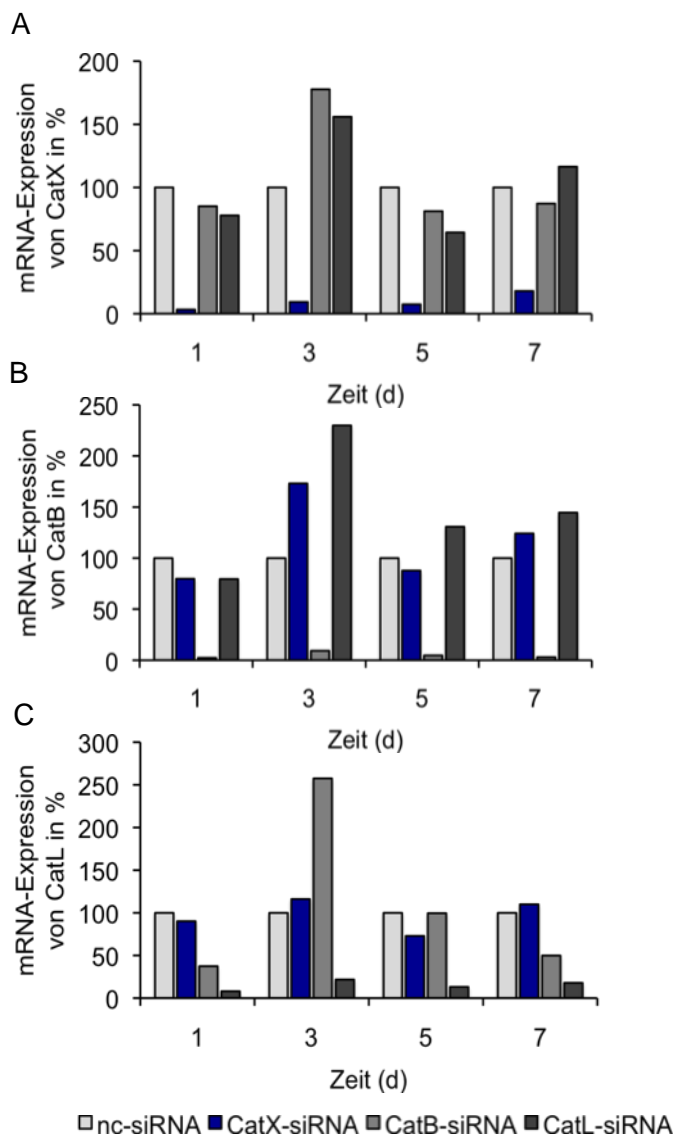 A
mRNA-Expression
von CatX in %
200
150
100
50
0
1 3 5 7
Zeit (d)
B
mRNA-Expression
von CatB in %
250
200
150
100
50
0
1 3 5 7
Zeit (d)
C
mRNA-Expression
von CatL in %
300
250
200
150
100
50
0
1 3 5 7
Zeit (d)
nc-siRNA CatX-siRNA CatB-siRNA CatL-siRNA